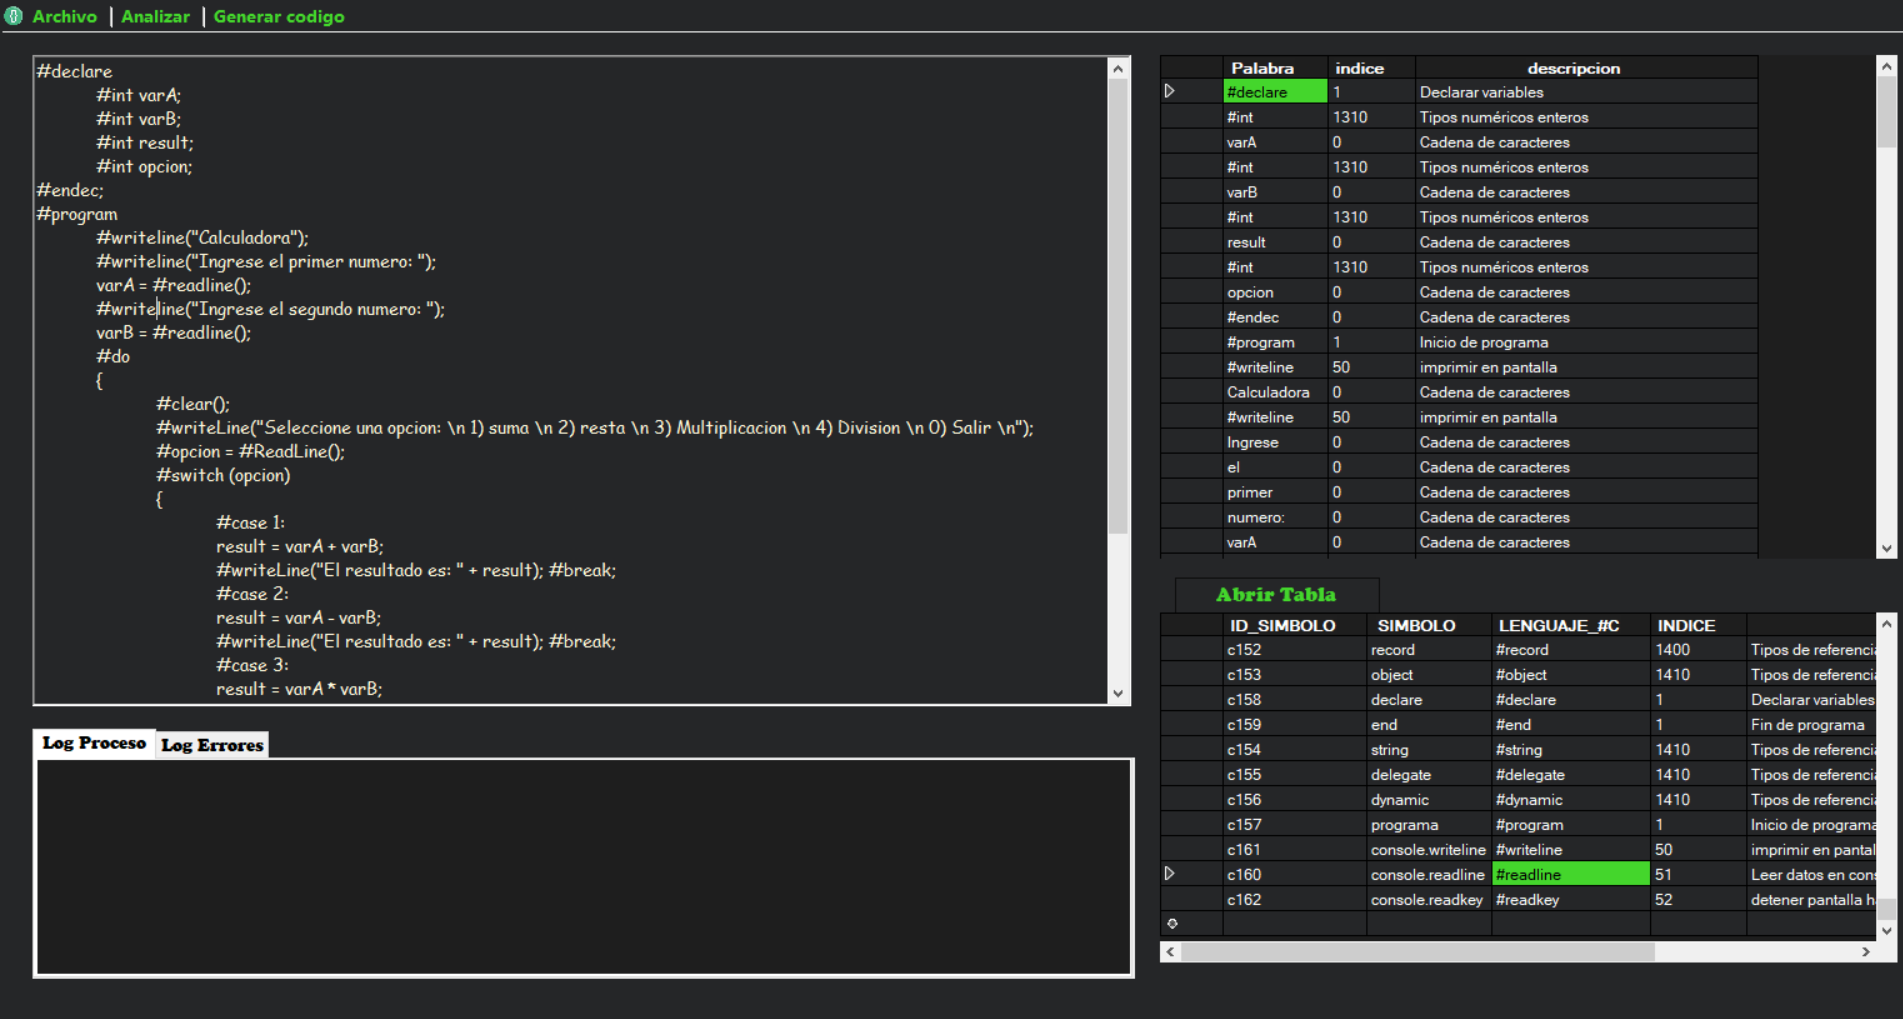 Archivo | Analizar | Generar codigo
#declare
#int varA;
#int varB;
#int result;
#int opcion;
#endec;
#program
#writeline("Calculadora");
#writeline("Ingrese el primer numero: ");
varA = #readline();
#writeline("Ingrese el segundo numero: ");
varB = #readline();
#do
{
#clear();
#writeLine("Seleccione una opcion: \n 1) suma \n 2) resta \n 3) Multiplicacion \n 4) Division \n 0) Salir \n");
#opcion = #ReadLine();
#switch (opcion)
{
#case 1:
result = varA + varB;
#writeLine("El resultado es: " + result); #break;
#case 2:
result = varA - varB;
#writeLine("El resultado es: " + result); #break;
#case 3:
result = varA * varB;
Log Proceso Log Errores
Palabra indice descripcion
#declare 1 Declarar variables
#int 1310 Tipos numéricos enteros
varA 0 Cadena de caracteres
#int 1310 Tipos numéricos enteros
varB 0 Cadena de caracteres
#int 1310 Tipos numéricos enteros
result 0 Cadena de caracteres
#int 1310 Tipos numéricos enteros
opcion 0 Cadena de caracteres
#endec 0 Cadena de caracteres
#program 1 Inicio de programa
#writeline 50 imprimir en pantalla
Calculadora 0 Cadena de caracteres
#writeline 50 imprimir en pantalla
Ingrese 0 Cadena de caracteres
el 0 Cadena de caracteres
primer 0 Cadena de caracteres
numero: 0 Cadena de caracteres
varA 0 Cadena de caracteres
Abrir Tabla
ID_SIMBOLO SIMBOLO LENGUAJE_#C INDICE
c152 record #record 1400 Tipos de referenci
c153 object #object 1410 Tipos de referenci
c158 declare #declare 1 Declarar variables
c159 end #end 1 Fin de programa
c154 string #string 1410 Tipos de referenci
c155 delegate #delegate 1410 Tipos de referenci
c156 dynamic #dynamic 1410 Tipos de referenci
c157 programa #program 1 Inicio de programa
c161 console.writeline #writeline 50 imprimir en pantal
c160 console.readline #readline 51 Leer datos en con
c162 console.readkey #readkey 52 detener pantalla h